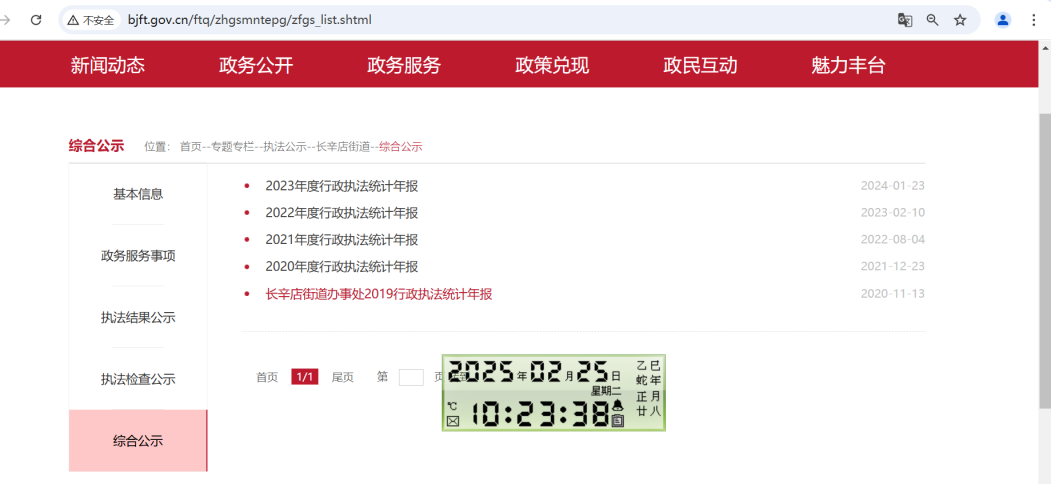 不安全 bjft.gov.cn/ftq/zhgsmntepg/zfgs_list.shtml
新闻动态 政务公开 政务服务 政策兑现 政民互动 魅力丰台
综合公示 位置： 首页--专题专栏--执法公示--长辛店街道--综合公示
基本信息
政务服务事项
执法结果公示
执法检查公示
综合公示
2023年度行政执法统计年报 2024-01-23
2022年度行政执法统计年报 2023-02-10
2021年度行政执法统计年报 2022-08-04
2020年度行政执法统计年报 2021-12-23
长辛店街道办事处2019行政执法统计年报 2020-11-13
首页 1/1 尾页 第 页
2025年02月25日
星期二
℃ 10:23:38
乙巳
蛇年
正月
廿八